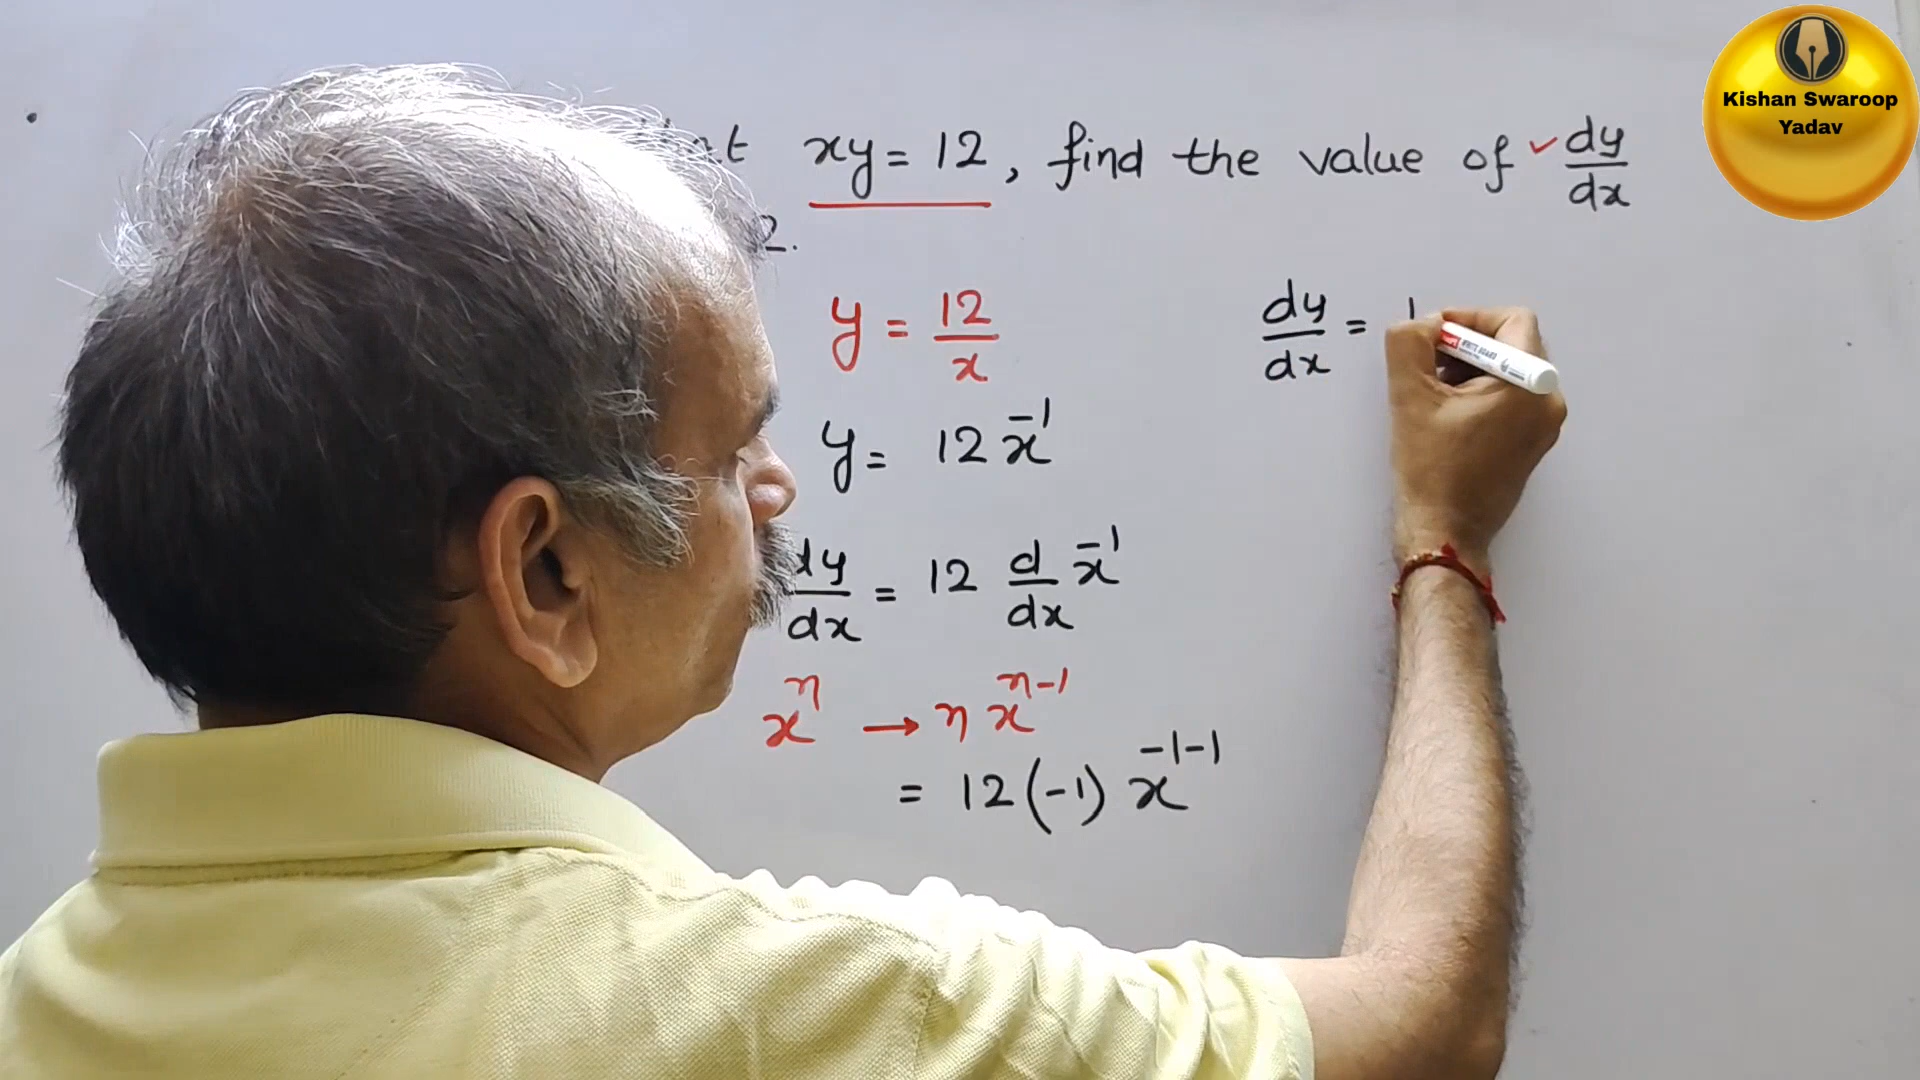 xy = 12, find the value of ✓ dy/dx
2.
y = 12/x
y = 12 x⁻¹
dy/dx = 12 d/dx x⁻¹
xⁿ → n xⁿ⁻¹
= 12(-1) x⁻¹⁻¹
dy/dx =
Kishan Swaroop
Yadav